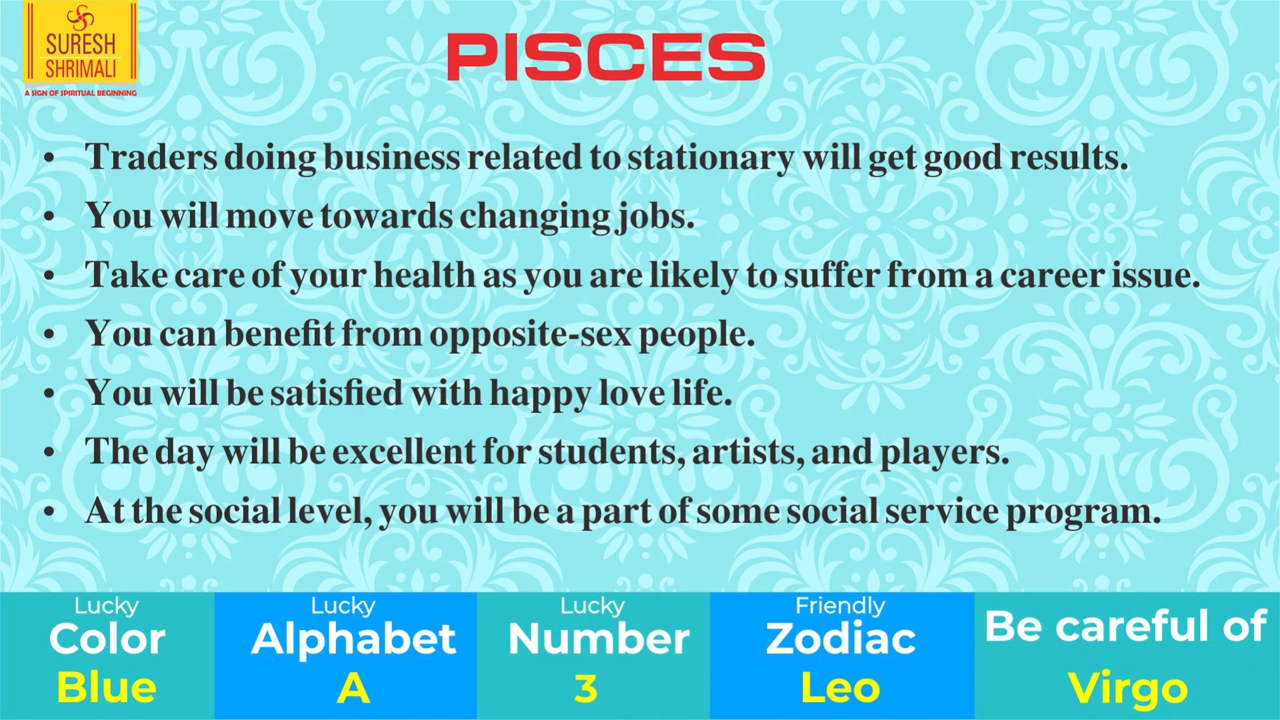 SURESH
SHRIMALI
A SIGN OF SPIRITUAL BEGINNING
PISCES
• Traders doing business related to stationary will get good results.
• You will move towards changing jobs.
• Take care of your health as you are likely to suffer from a career issue.
• You can benefit from opposite-sex people.
• You will be satisfied with happy love life.
• The day will be excellent for students, artists, and players.
• At the social level, you will be a part of some social service program.
Lucky
Color
Blue
Lucky
Alphabet
A
Lucky
Number
3
Friendly
Zodiac
Leo
Be careful of
Virgo